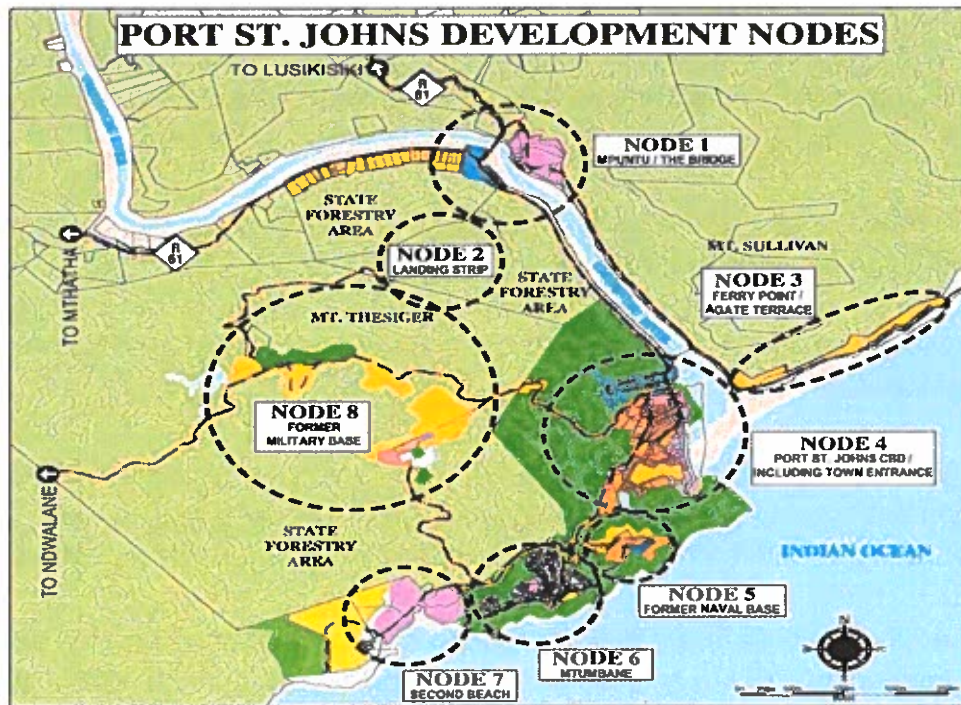 PORT ST. JOHNS DEVELOPMENT NODES
TO LUSIKISIKI
R
61
NODE 1
MPUNTU / THE BRIDGE
STATE
FORESTRY
AREA
R
61
TO MTHATHA
NODE 2
LANDING STRIP
STATE
FORESTRY
AREA
MT. SULLIVAN
NODE 3
FERRY POINT /
AGATE TERRACE
MT. THESIGER
NODE 8
FORMER
MILITARY BASE
NODE 4
PORT ST. JOHNS CBD /
INCLUDING TOWN ENTRANCE
TO NDWALANE
STATE
FORESTRY
AREA
INDIAN OCEAN
NODE 5
FORMER NAVAL BASE
NODE 6
MTUMBANE
NODE 7
SECOND BEACH
N